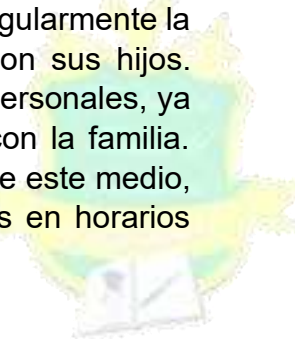 gularmente la
on sus hijos.
ersonales, ya
con la familia.
e este medio,
s en horarios